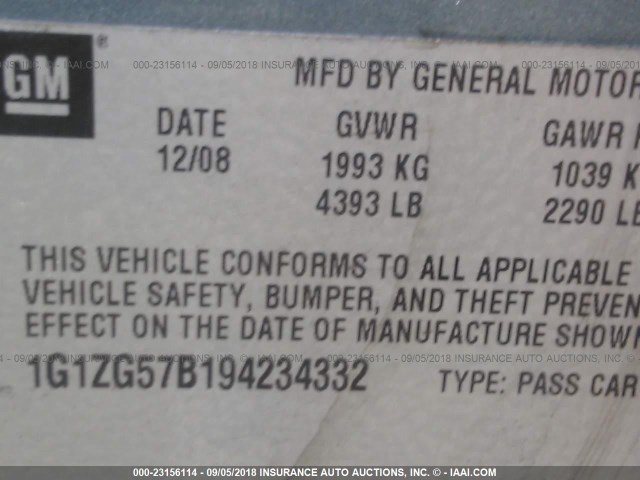 GM ®
MFD BY GENERAL MOTOR
DATE GVWR GAWR
12/08 1993 KG 1039 K
4393 LB 2290 LB
THIS VEHICLE CONFORMS TO ALL APPLICABLE
VEHICLE SAFETY, BUMPER, AND THEFT PREVEN
EFFECT ON THE DATE OF MANUFACTURE SHOWN
1G1ZG57B194234332 TYPE: PASS CAR
000-23156114 - 09/05/2018 INSURANCE AUTO AUCTIONS, INC. - © IAAI.COM